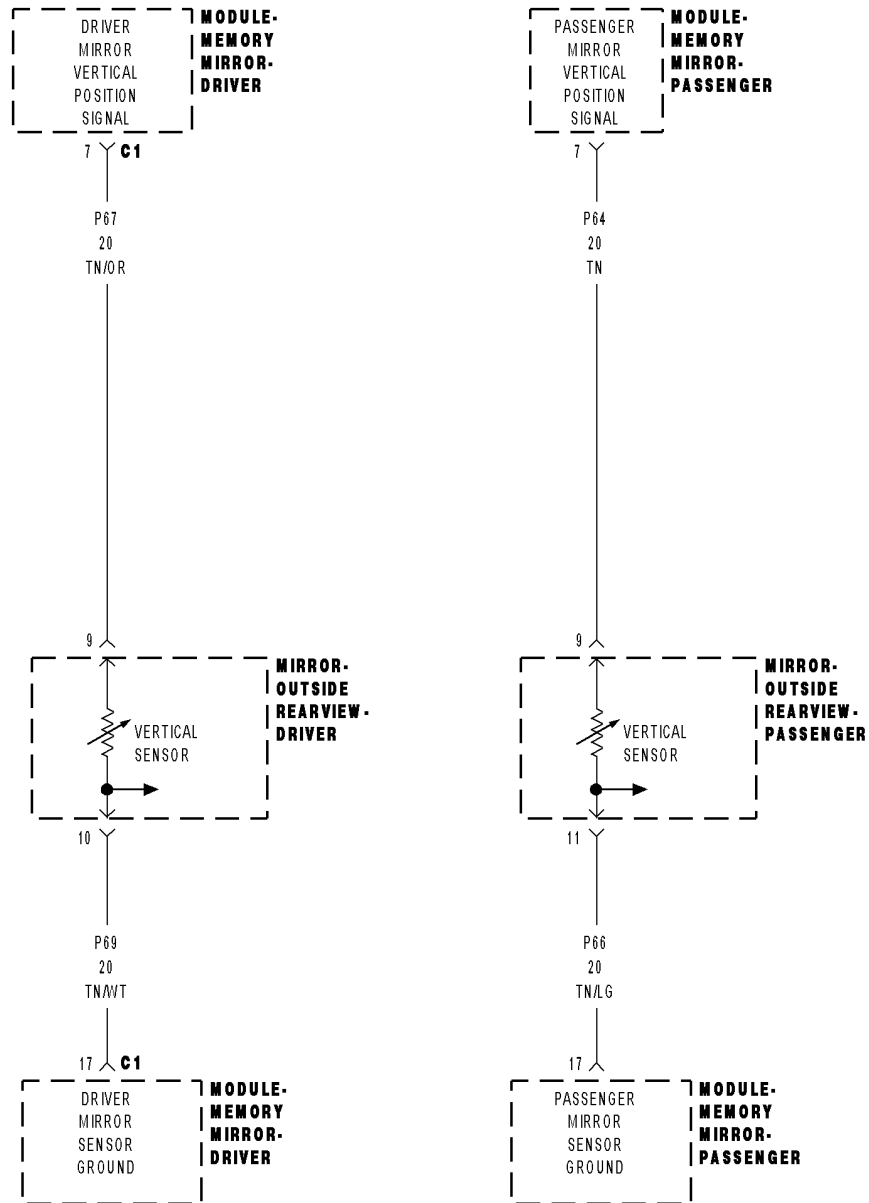 DRIVER
MIRROR
VERTICAL
POSITION
SIGNAL
MODULE-
MEMORY
MIRROR-
DRIVER
7 C1
P67
20
TN/OR
9
MIRROR-
OUTSIDE
REARVIEW-
DRIVER
VERTICAL
SENSOR
10
P69
20
TN/WT
17 C1
DRIVER
MIRROR
SENSOR
GROUND
MODULE-
MEMORY
MIRROR-
DRIVER
PASSENGER
MIRROR
VERTICAL
POSITION
SIGNAL
MODULE-
MEMORY
MIRROR-
PASSENGER
7
P64
20
TN
9
MIRROR-
OUTSIDE
REARVIEW-
PASSENGER
VERTICAL
SENSOR
11
P66
20
TN/LG
17
PASSENGER
MIRROR
SENSOR
GROUND
MODULE-
MEMORY
MIRROR-
PASSENGER